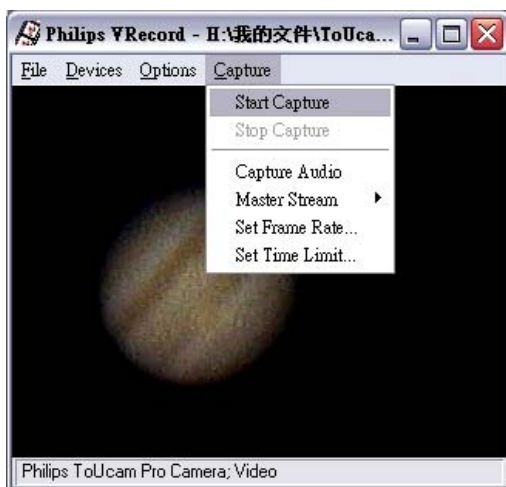 Philips VRecord - H:\我的文件\ToUca...
File Devices Options Capture
Start Capture
Stop Capture
Capture Audio
Master Stream
Set Frame Rate...
Set Time Limit...
Philips ToUcam Pro Camera; Video